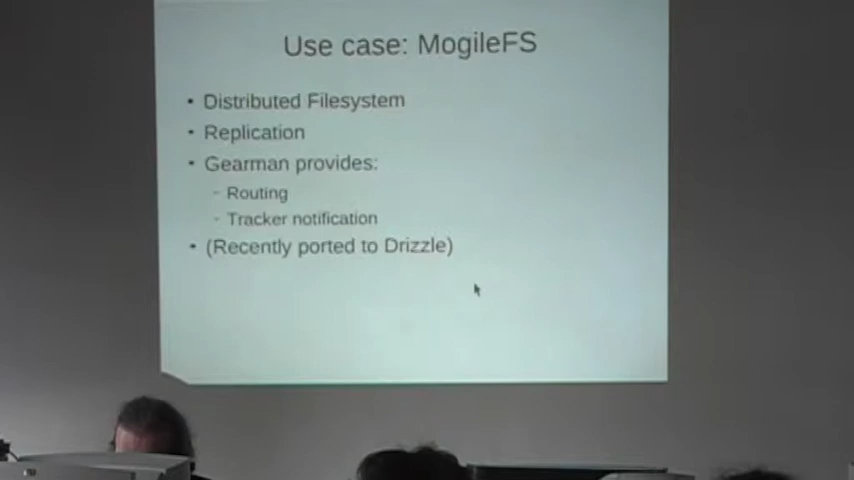 Use case: MogileFS
• Distributed Filesystem
• Replication
• Gearman provides:
- Routing
- Tracker notification
• (Recently ported to Drizzle)